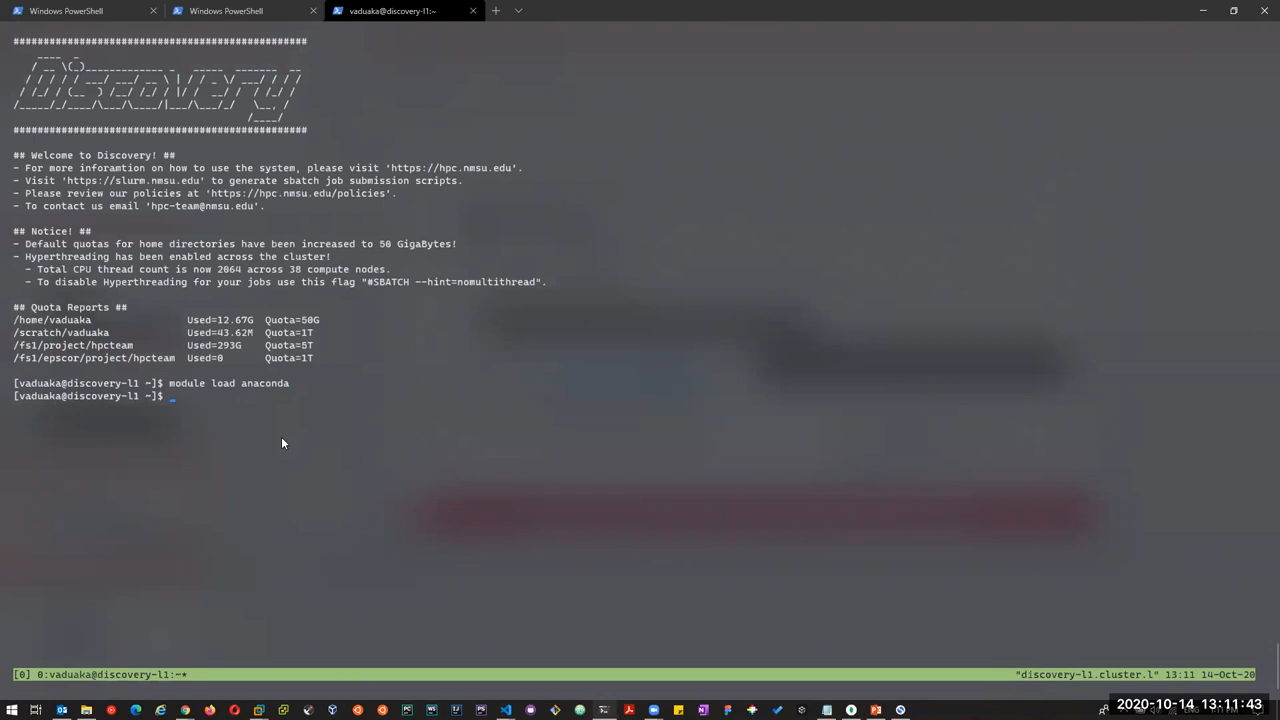 Windows PowerShell
Windows PowerShell
vaduaka@discovery-l1:~
###############################################
Discovery
###############################################
## Welcome to Discovery! ##
- For more inforamtion on how to use the system, please visit 'https://hpc.nmsu.edu'.
- Visit 'https://slurm.nmsu.edu' to generate sbatch job submission scripts.
- Please review our policies at 'https://hpc.nmsu.edu/policies'.
- To contact us email 'hpc-team@nmsu.edu'.
## Notice! ##
- Default quotas for home directories have been increased to 50 GigaBytes!
- Hyperthreading has been enabled across the cluster!
- Total CPU thread count is now 2064 across 38 compute nodes.
- To disable Hyperthreading for your jobs use this flag "#SBATCH --hint=nomultithread".
## Quota Reports ##
/home/vaduaka Used=12.67G Quota=50G
/scratch/vaduaka Used=43.62M Quota=1T
/fs1/project/hpcteam Used=293G Quota=5T
/fs1/epscor/project/hpcteam Used=0 Quota=1T
[vaduaka@discovery-l1 ~]$ module load anaconda
[vaduaka@discovery-l1 ~]$
[0] 0:vaduaka@discovery-l1:~* "discovery-l1.cluster.l" 13:11 14-Oct-20
2020-10-14 13:11:43